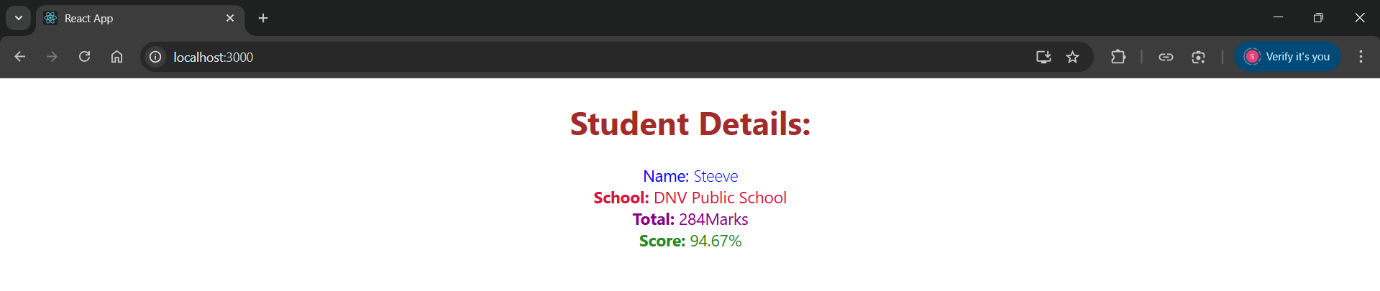 React App
localhost:3000
Verify it's you
Student Details:
Name: Steeve
School: DNV Public School
Total: 284Marks
Score: 94.67%